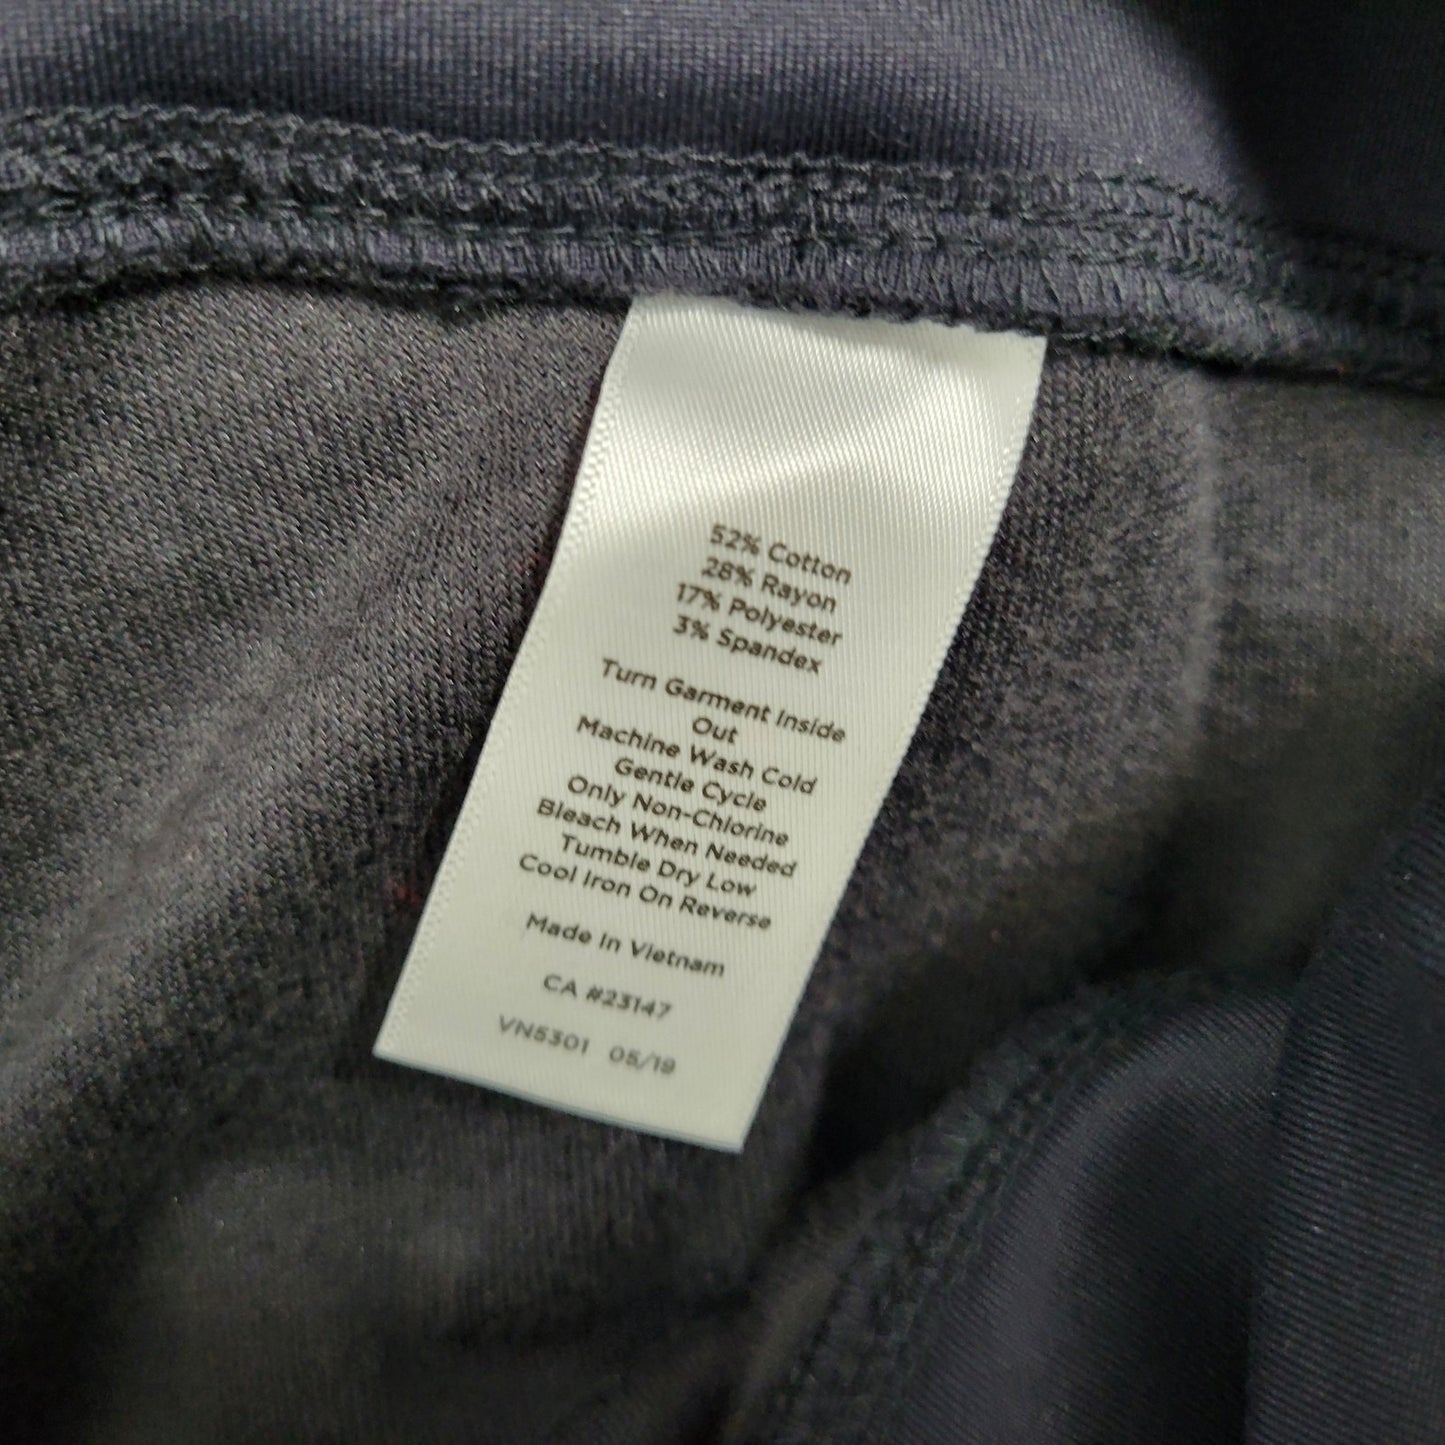 52% Cotton
28% Rayon
17% Polyester
3% Spandex
Turn Garment Inside
Out
Machine Wash Cold
Gentle Cycle
Only Non-Chlorine
Bleach When Needed
Tumble Dry Low
Cool Iron On Reverse
Made In Vietnam
CA #23147
VN5301 05/19